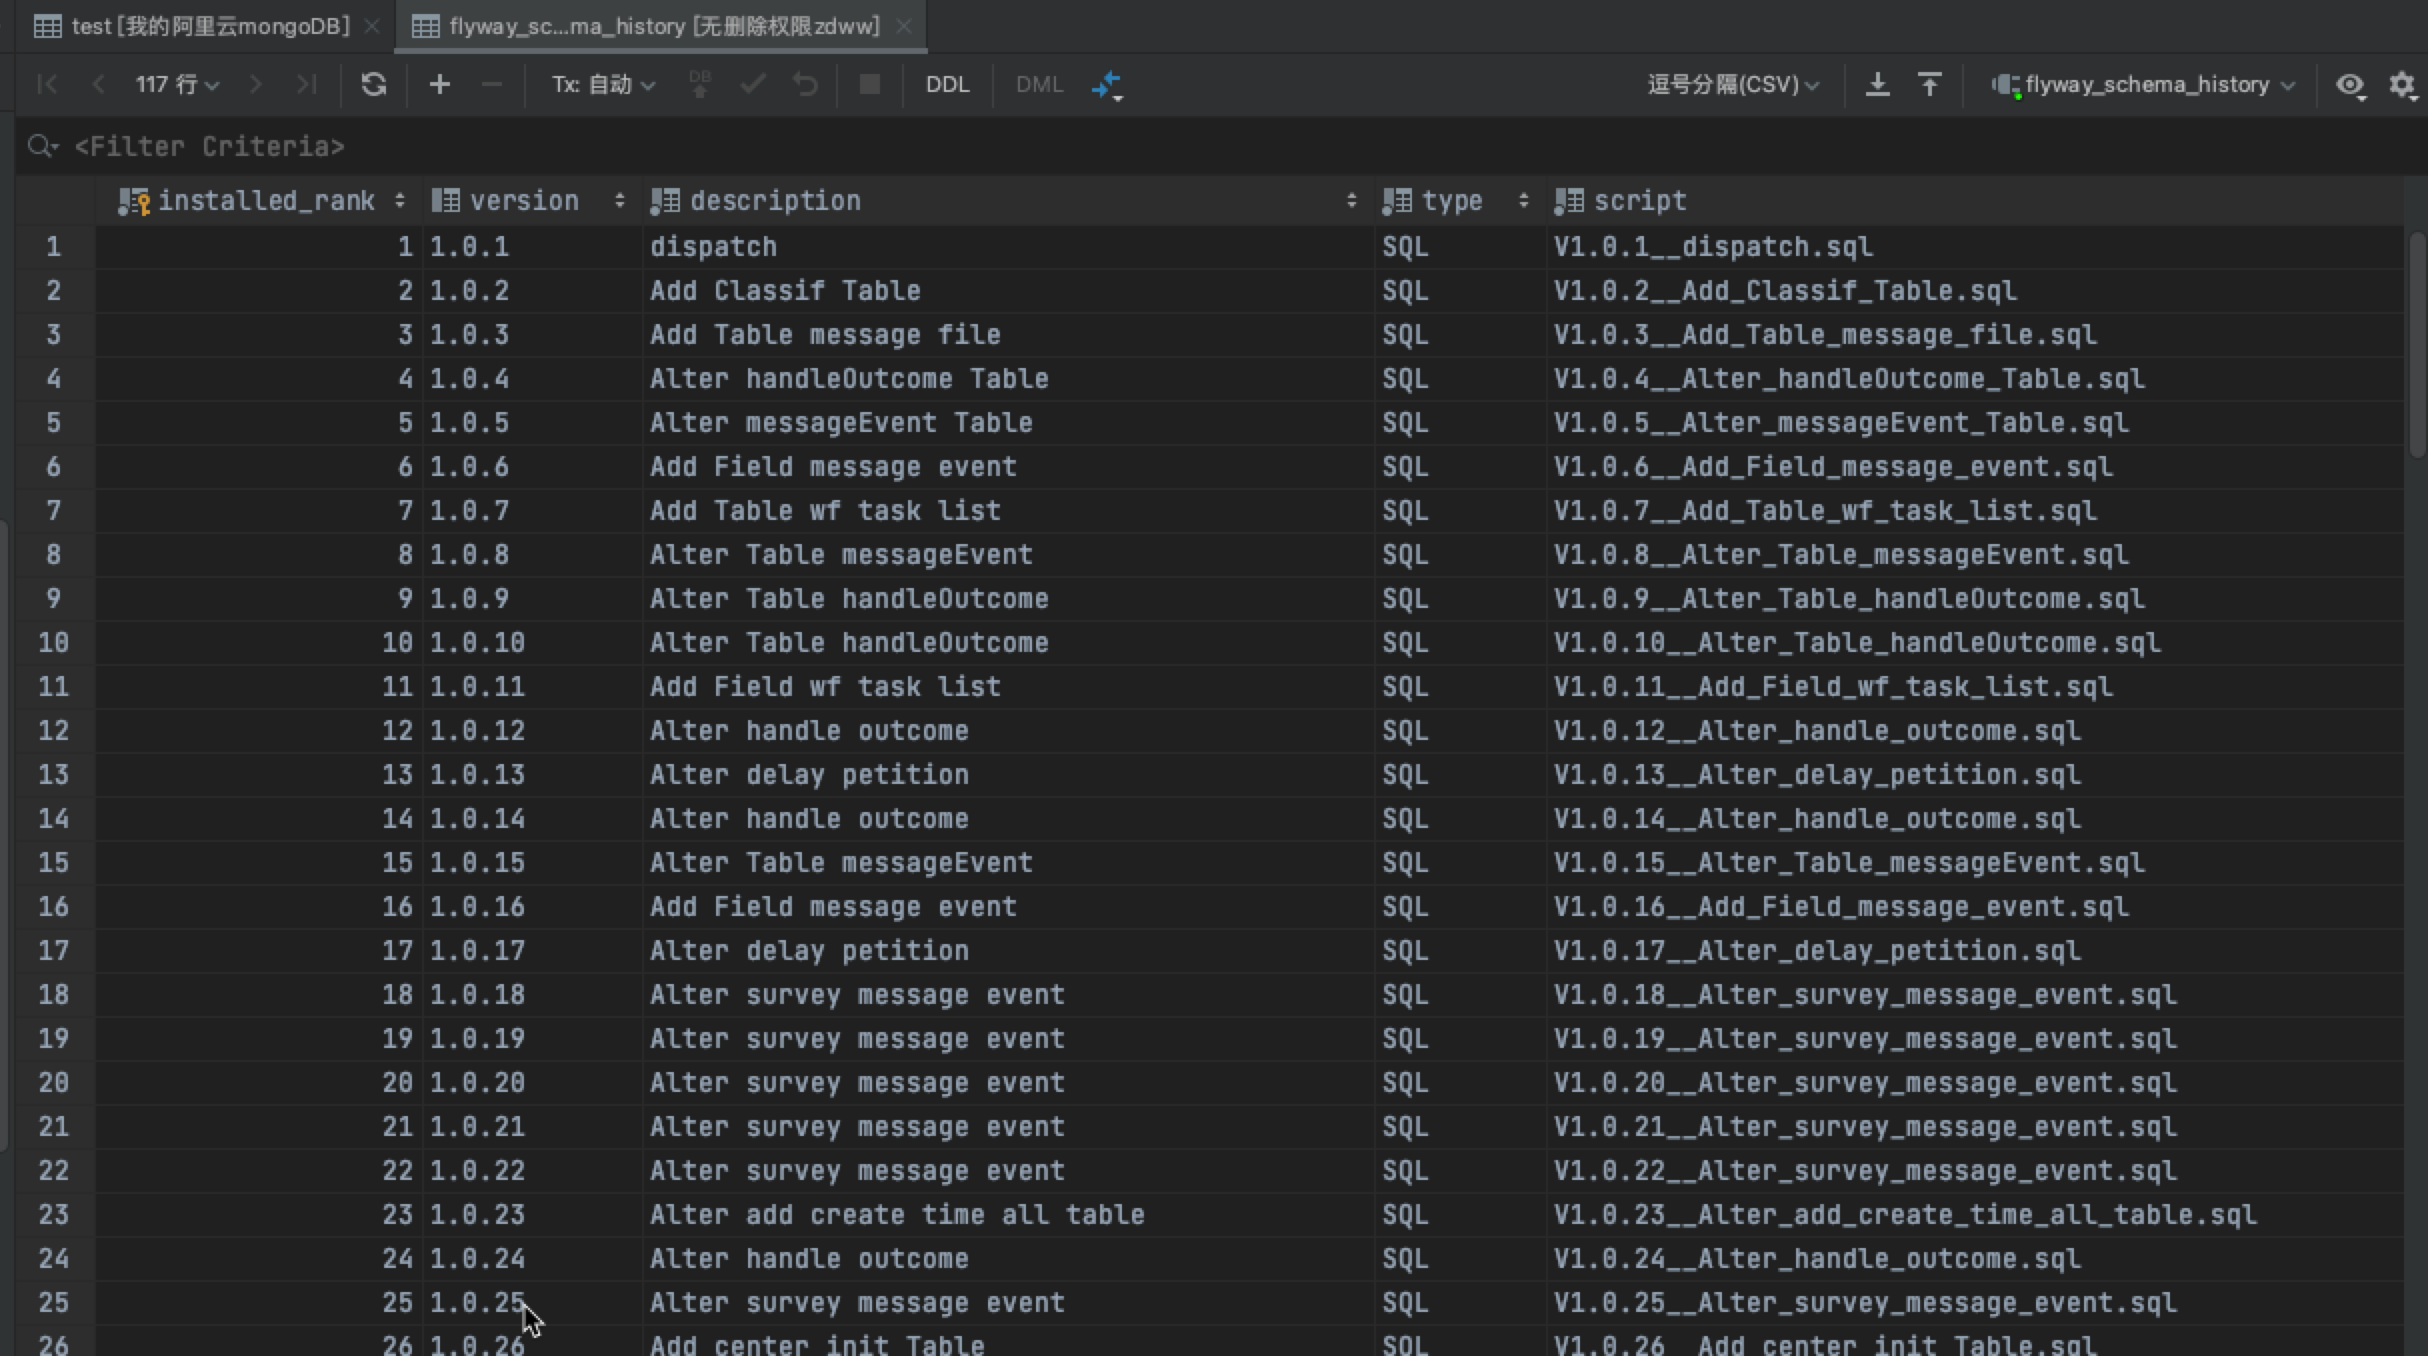 test [我的阿里云mongoDB] flyway_sc...ma_history [无删除权限zdww]
117 行 Tx: 自动 DB DDL DML 逗号分隔(CSV) flyway_schema_history
<Filter Criteria>
installed_rank version description type script
1 1 1.0.1 dispatch SQL V1.0.1__dispatch.sql
2 2 1.0.2 Add Classif Table SQL V1.0.2__Add_Classif_Table.sql
3 3 1.0.3 Add Table message file SQL V1.0.3__Add_Table_message_file.sql
4 4 1.0.4 Alter handleOutcome Table SQL V1.0.4__Alter_handleOutcome_Table.sql
5 5 1.0.5 Alter messageEvent Table SQL V1.0.5__Alter_messageEvent_Table.sql
6 6 1.0.6 Add Field message event SQL V1.0.6__Add_Field_message_event.sql
7 7 1.0.7 Add Table wf task list SQL V1.0.7__Add_Table_wf_task_list.sql
8 8 1.0.8 Alter Table messageEvent SQL V1.0.8__Alter_Table_messageEvent.sql
9 9 1.0.9 Alter Table handleOutcome SQL V1.0.9__Alter_Table_handleOutcome.sql
10 10 1.0.10 Alter Table handleOutcome SQL V1.0.10__Alter_Table_handleOutcome.sql
11 11 1.0.11 Add Field wf task list SQL V1.0.11__Add_Field_wf_task_list.sql
12 12 1.0.12 Alter handle outcome SQL V1.0.12__Alter_handle_outcome.sql
13 13 1.0.13 Alter delay petition SQL V1.0.13__Alter_delay_petition.sql
14 14 1.0.14 Alter handle outcome SQL V1.0.14__Alter_handle_outcome.sql
15 15 1.0.15 Alter Table messageEvent SQL V1.0.15__Alter_Table_messageEvent.sql
16 16 1.0.16 Add Field message event SQL V1.0.16__Add_Field_message_event.sql
17 17 1.0.17 Alter delay petition SQL V1.0.17__Alter_delay_petition.sql
18 18 1.0.18 Alter survey message event SQL V1.0.18__Alter_survey_message_event.sql
19 19 1.0.19 Alter survey message event SQL V1.0.19__Alter_survey_message_event.sql
20 20 1.0.20 Alter survey message event SQL V1.0.20__Alter_survey_message_event.sql
21 21 1.0.21 Alter survey message event SQL V1.0.21__Alter_survey_message_event.sql
22 22 1.0.22 Alter survey message event SQL V1.0.22__Alter_survey_message_event.sql
23 23 1.0.23 Alter add create time all table SQL V1.0.23__Alter_add_create_time_all_table.sql
24 24 1.0.24 Alter handle outcome SQL V1.0.24__Alter_handle_outcome.sql
25 25 1.0.25 Alter survey message event SQL V1.0.25__Alter_survey_message_event.sql
26 26 1.0.26 Add center init Table SQL V1.0.26__Add_center_init_Table.sql